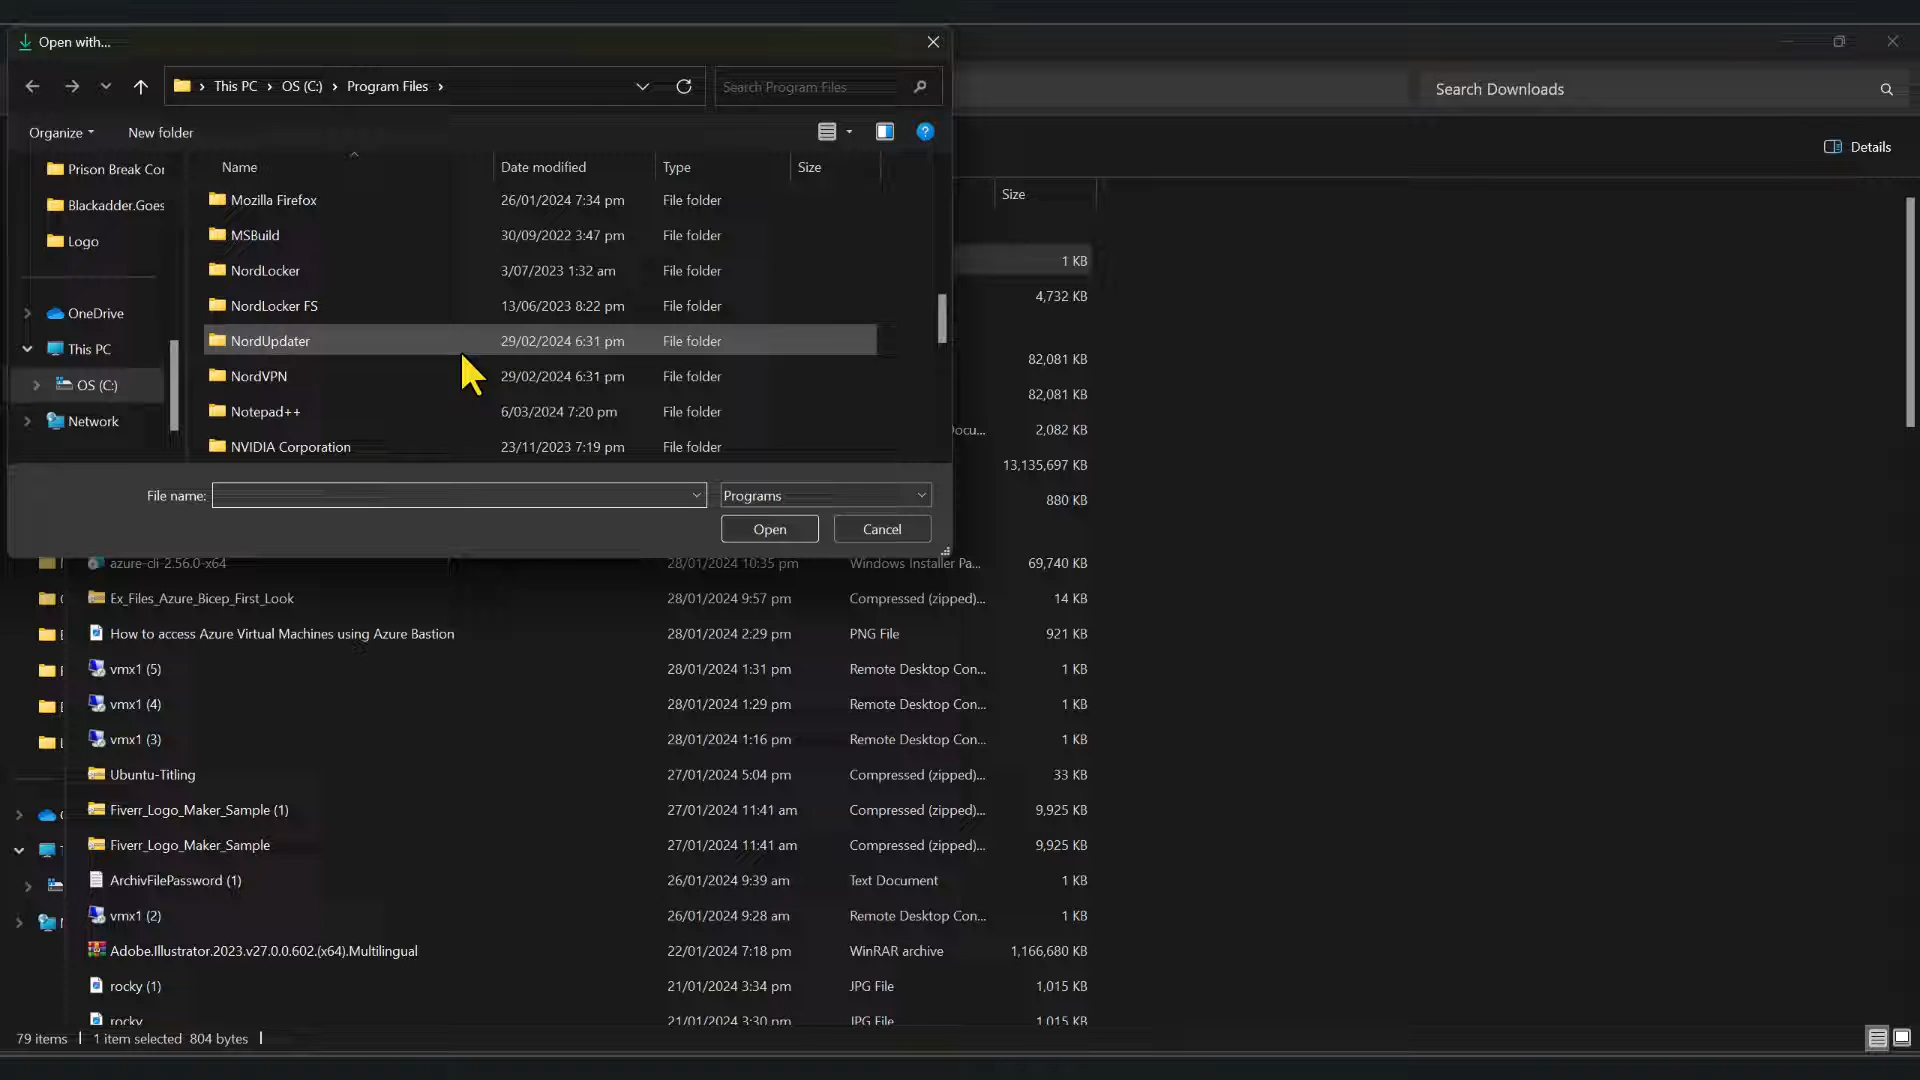 Open with...
This PC > OS (C:) > Program Files >
Search Program Files
Search Downloads
Organize
New folder
?
Details
Prison Break Cor
Blackadder.Goes
Logo
OneDrive
This PC
OS (C:)
Network
Name Date modified Type Size
Mozilla Firefox 26/01/2024 7:34 pm File folder
MSBuild 30/09/2022 3:47 pm File folder
NordLocker 3/07/2023 1:32 am File folder
NordLocker FS 13/06/2023 8:22 pm File folder
NordUpdater 29/02/2024 6:31 pm File folder
NordVPN 29/02/2024 6:31 pm File folder
Notepad++ 6/03/2024 7:20 pm File folder
NVIDIA Corporation 23/11/2023 7:19 pm File folder
File name:
Programs
Open
Cancel
Size
1 KB
4,732 KB
82,081 KB
82,081 KB
ocu... 2,082 KB
13,135,697 KB
880 KB
azure-cli-2.56.0-x64 28/01/2024 10:35 pm Windows Installer Pa... 69,740 KB
Ex_Files_Azure_Bicep_First_Look 28/01/2024 9:57 pm Compressed (zipped)... 14 KB
How to access Azure Virtual Machines using Azure Bastion 28/01/2024 2:29 pm PNG File 921 KB
vmx1 (5) 28/01/2024 1:31 pm Remote Desktop Con... 1 KB
vmx1 (4) 28/01/2024 1:29 pm Remote Desktop Con... 1 KB
vmx1 (3) 28/01/2024 1:16 pm Remote Desktop Con... 1 KB
Ubuntu-Titling 27/01/2024 5:04 pm Compressed (zipped)... 33 KB
Fiverr_Logo_Maker_Sample (1) 27/01/2024 11:41 am Compressed (zipped)... 9,925 KB
Fiverr_Logo_Maker_Sample 27/01/2024 11:41 am Compressed (zipped)... 9,925 KB
ArchivFilePassword (1) 26/01/2024 9:39 am Text Document 1 KB
vmx1 (2) 26/01/2024 9:28 am Remote Desktop Con... 1 KB
Adobe.Illustrator.2023.v27.0.0.602.(x64).Multilingual 22/01/2024 7:18 pm WinRAR archive 1,166,680 KB
rocky (1) 21/01/2024 3:34 pm JPG File 1,015 KB
rocky 21/01/2024 3:30 pm JPG File 1,015 KB
79 items | 1 item selected 804 bytes |